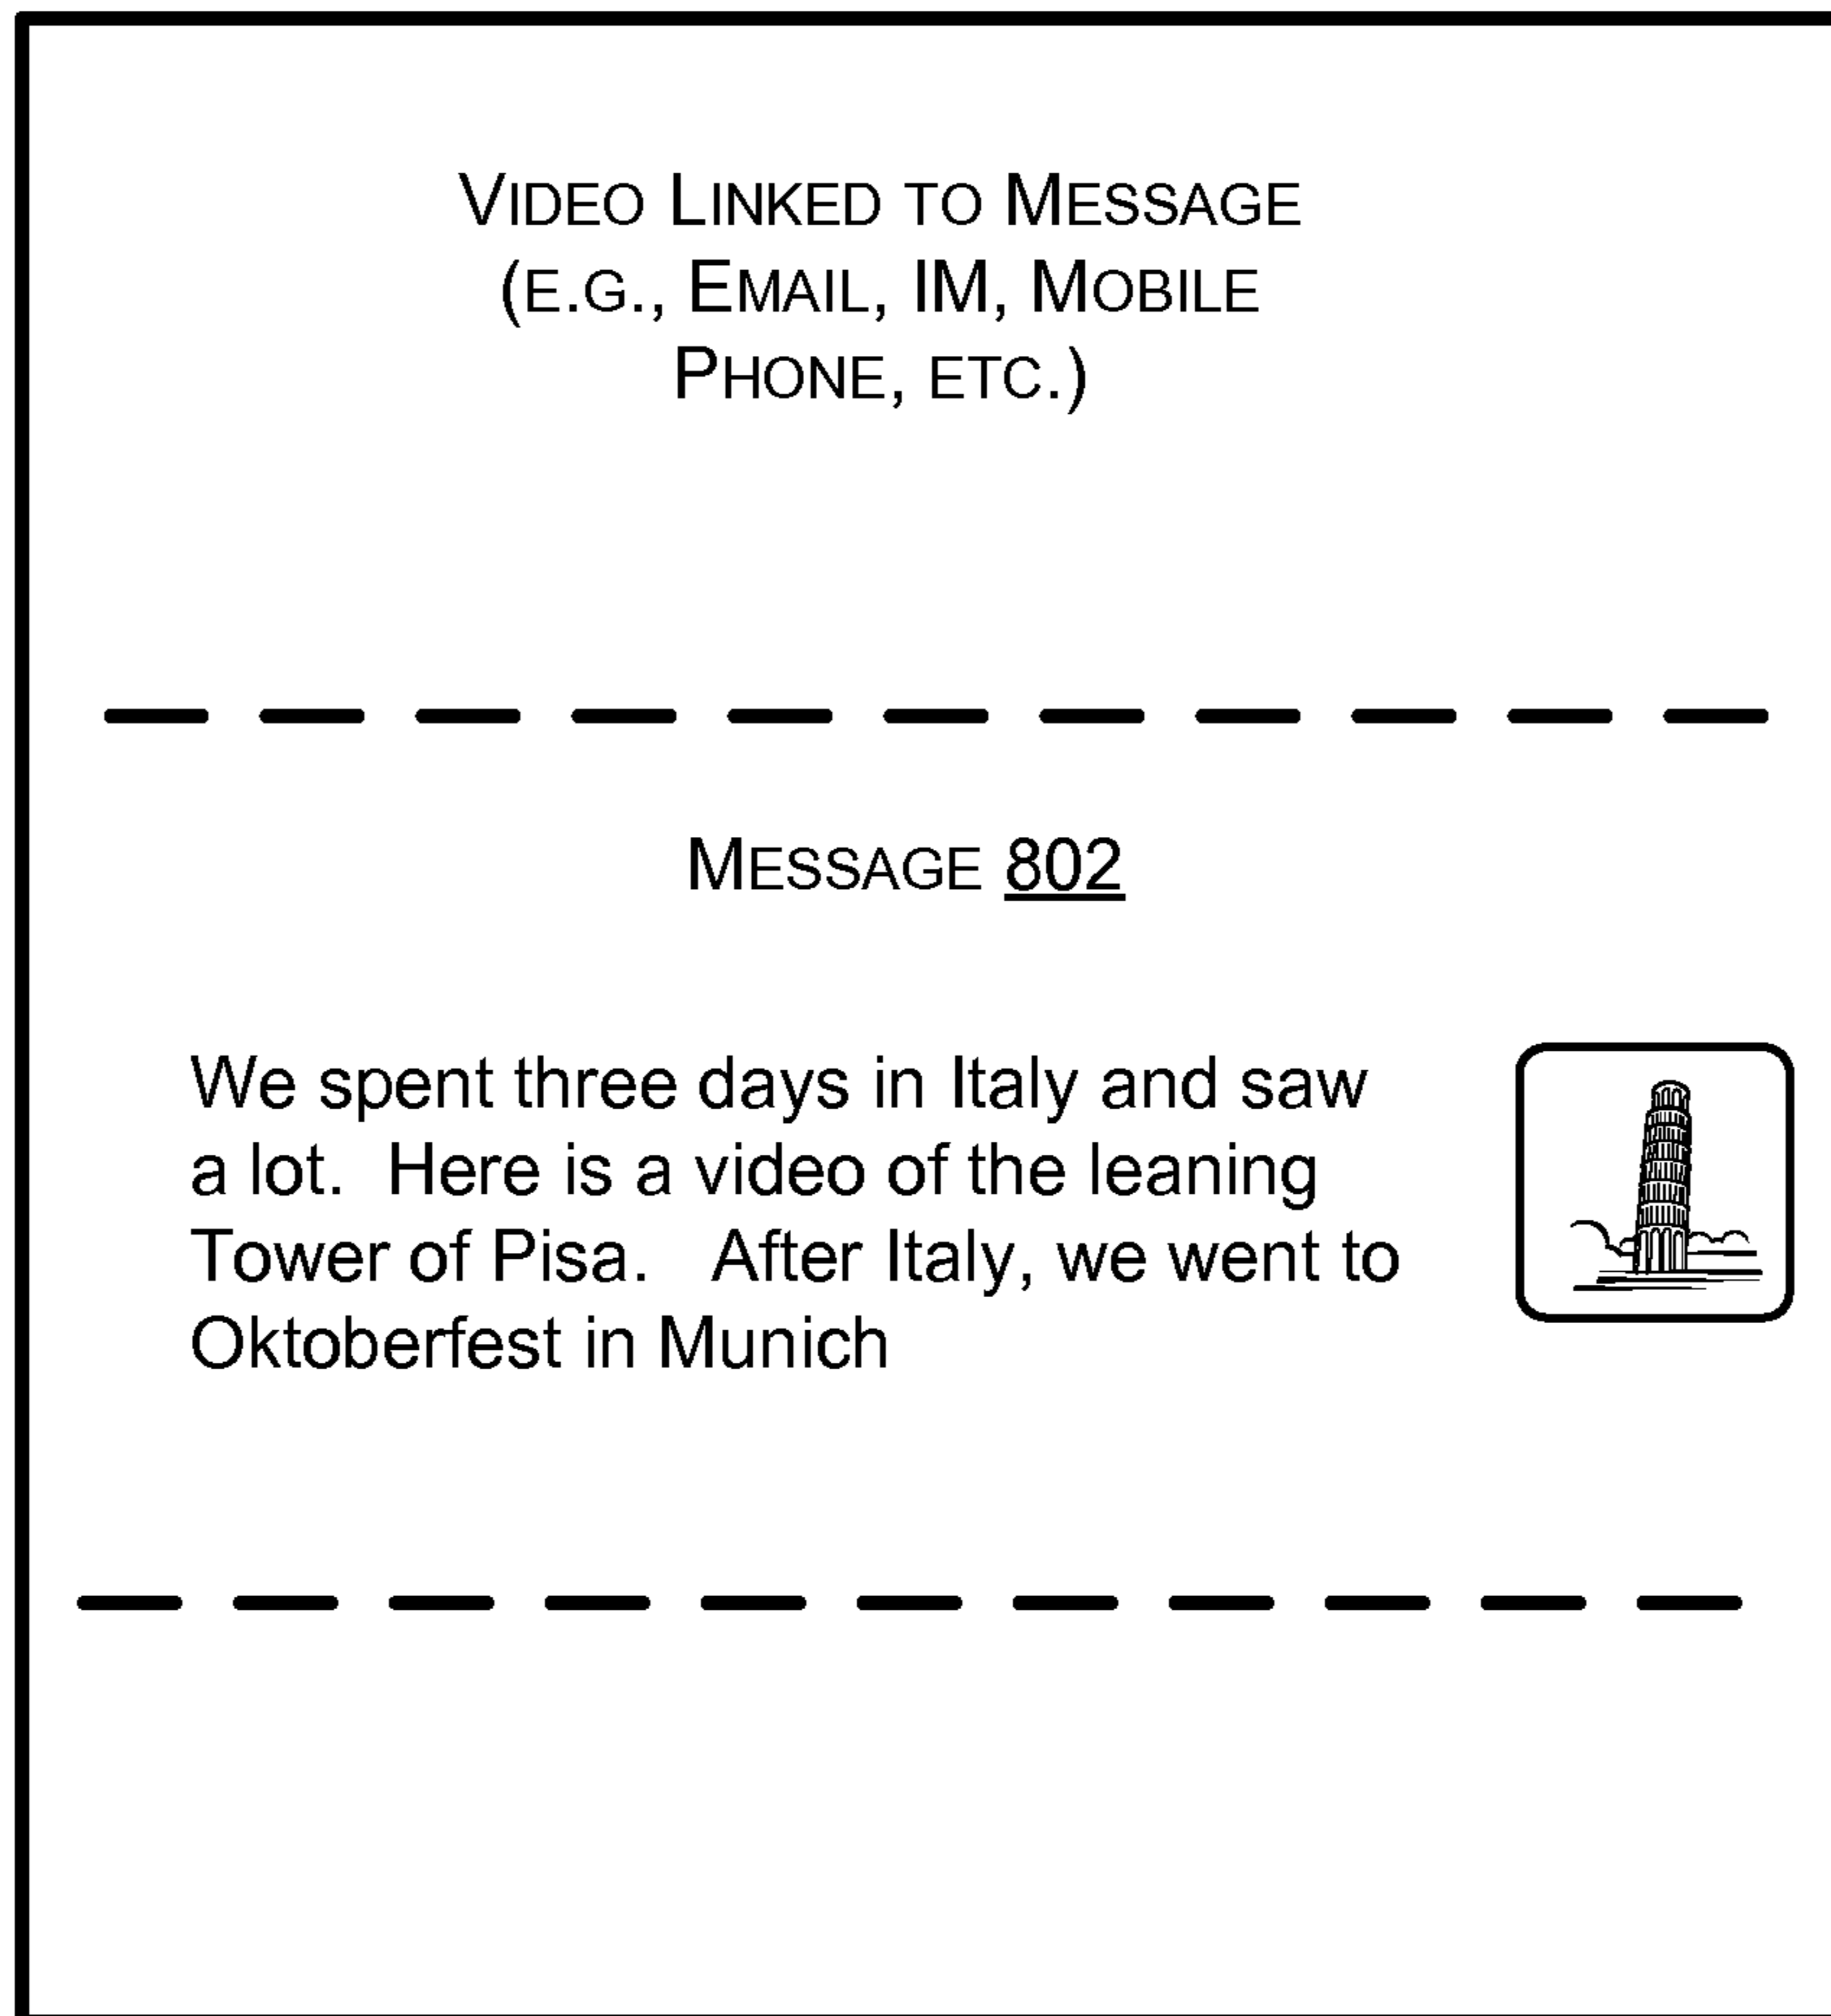 VIDEO LINKED TO MESSAGE
(E.G., EMAIL, IM, MOBILE
PHONE, ETC.)
MESSAGE 802
We spent three days in Italy and saw
a lot.  Here is a video of the leaning
Tower of Pisa.   After Italy, we went to
Oktoberfest in Munich